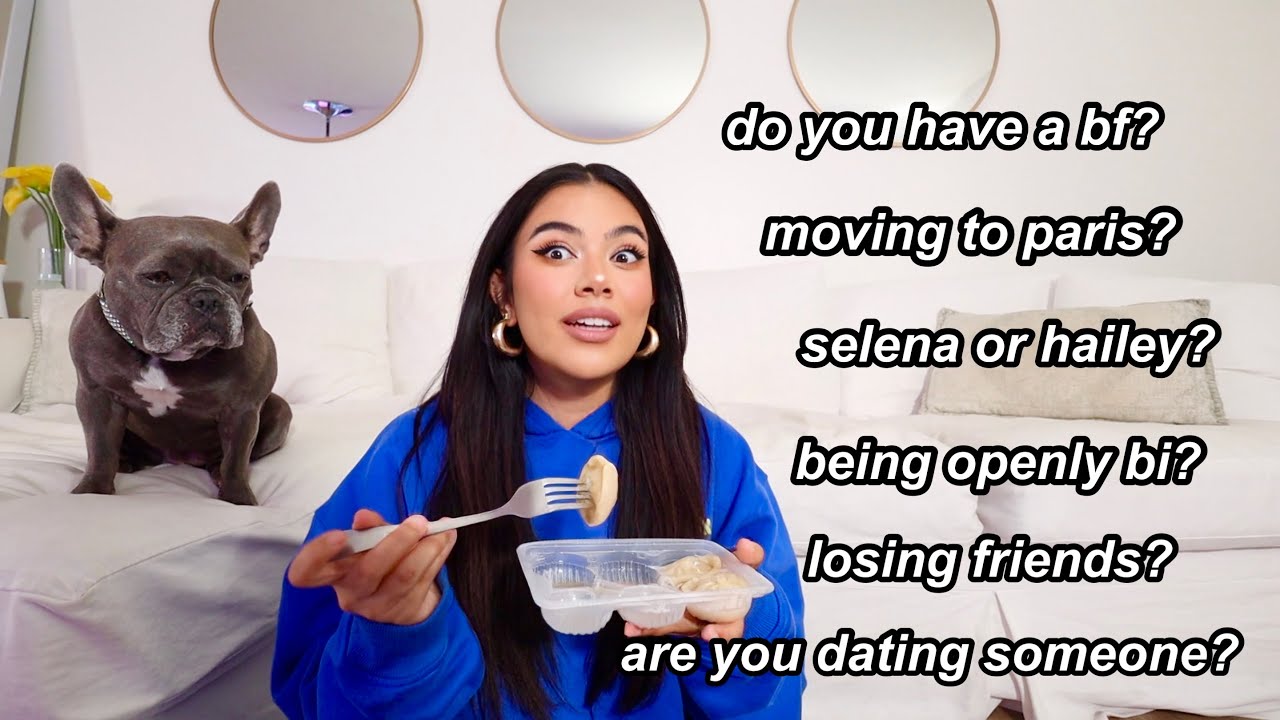 do you have a bf?
moving to paris?
selena or hailey?
being openly bi?
losing friends?
are you dating someone?